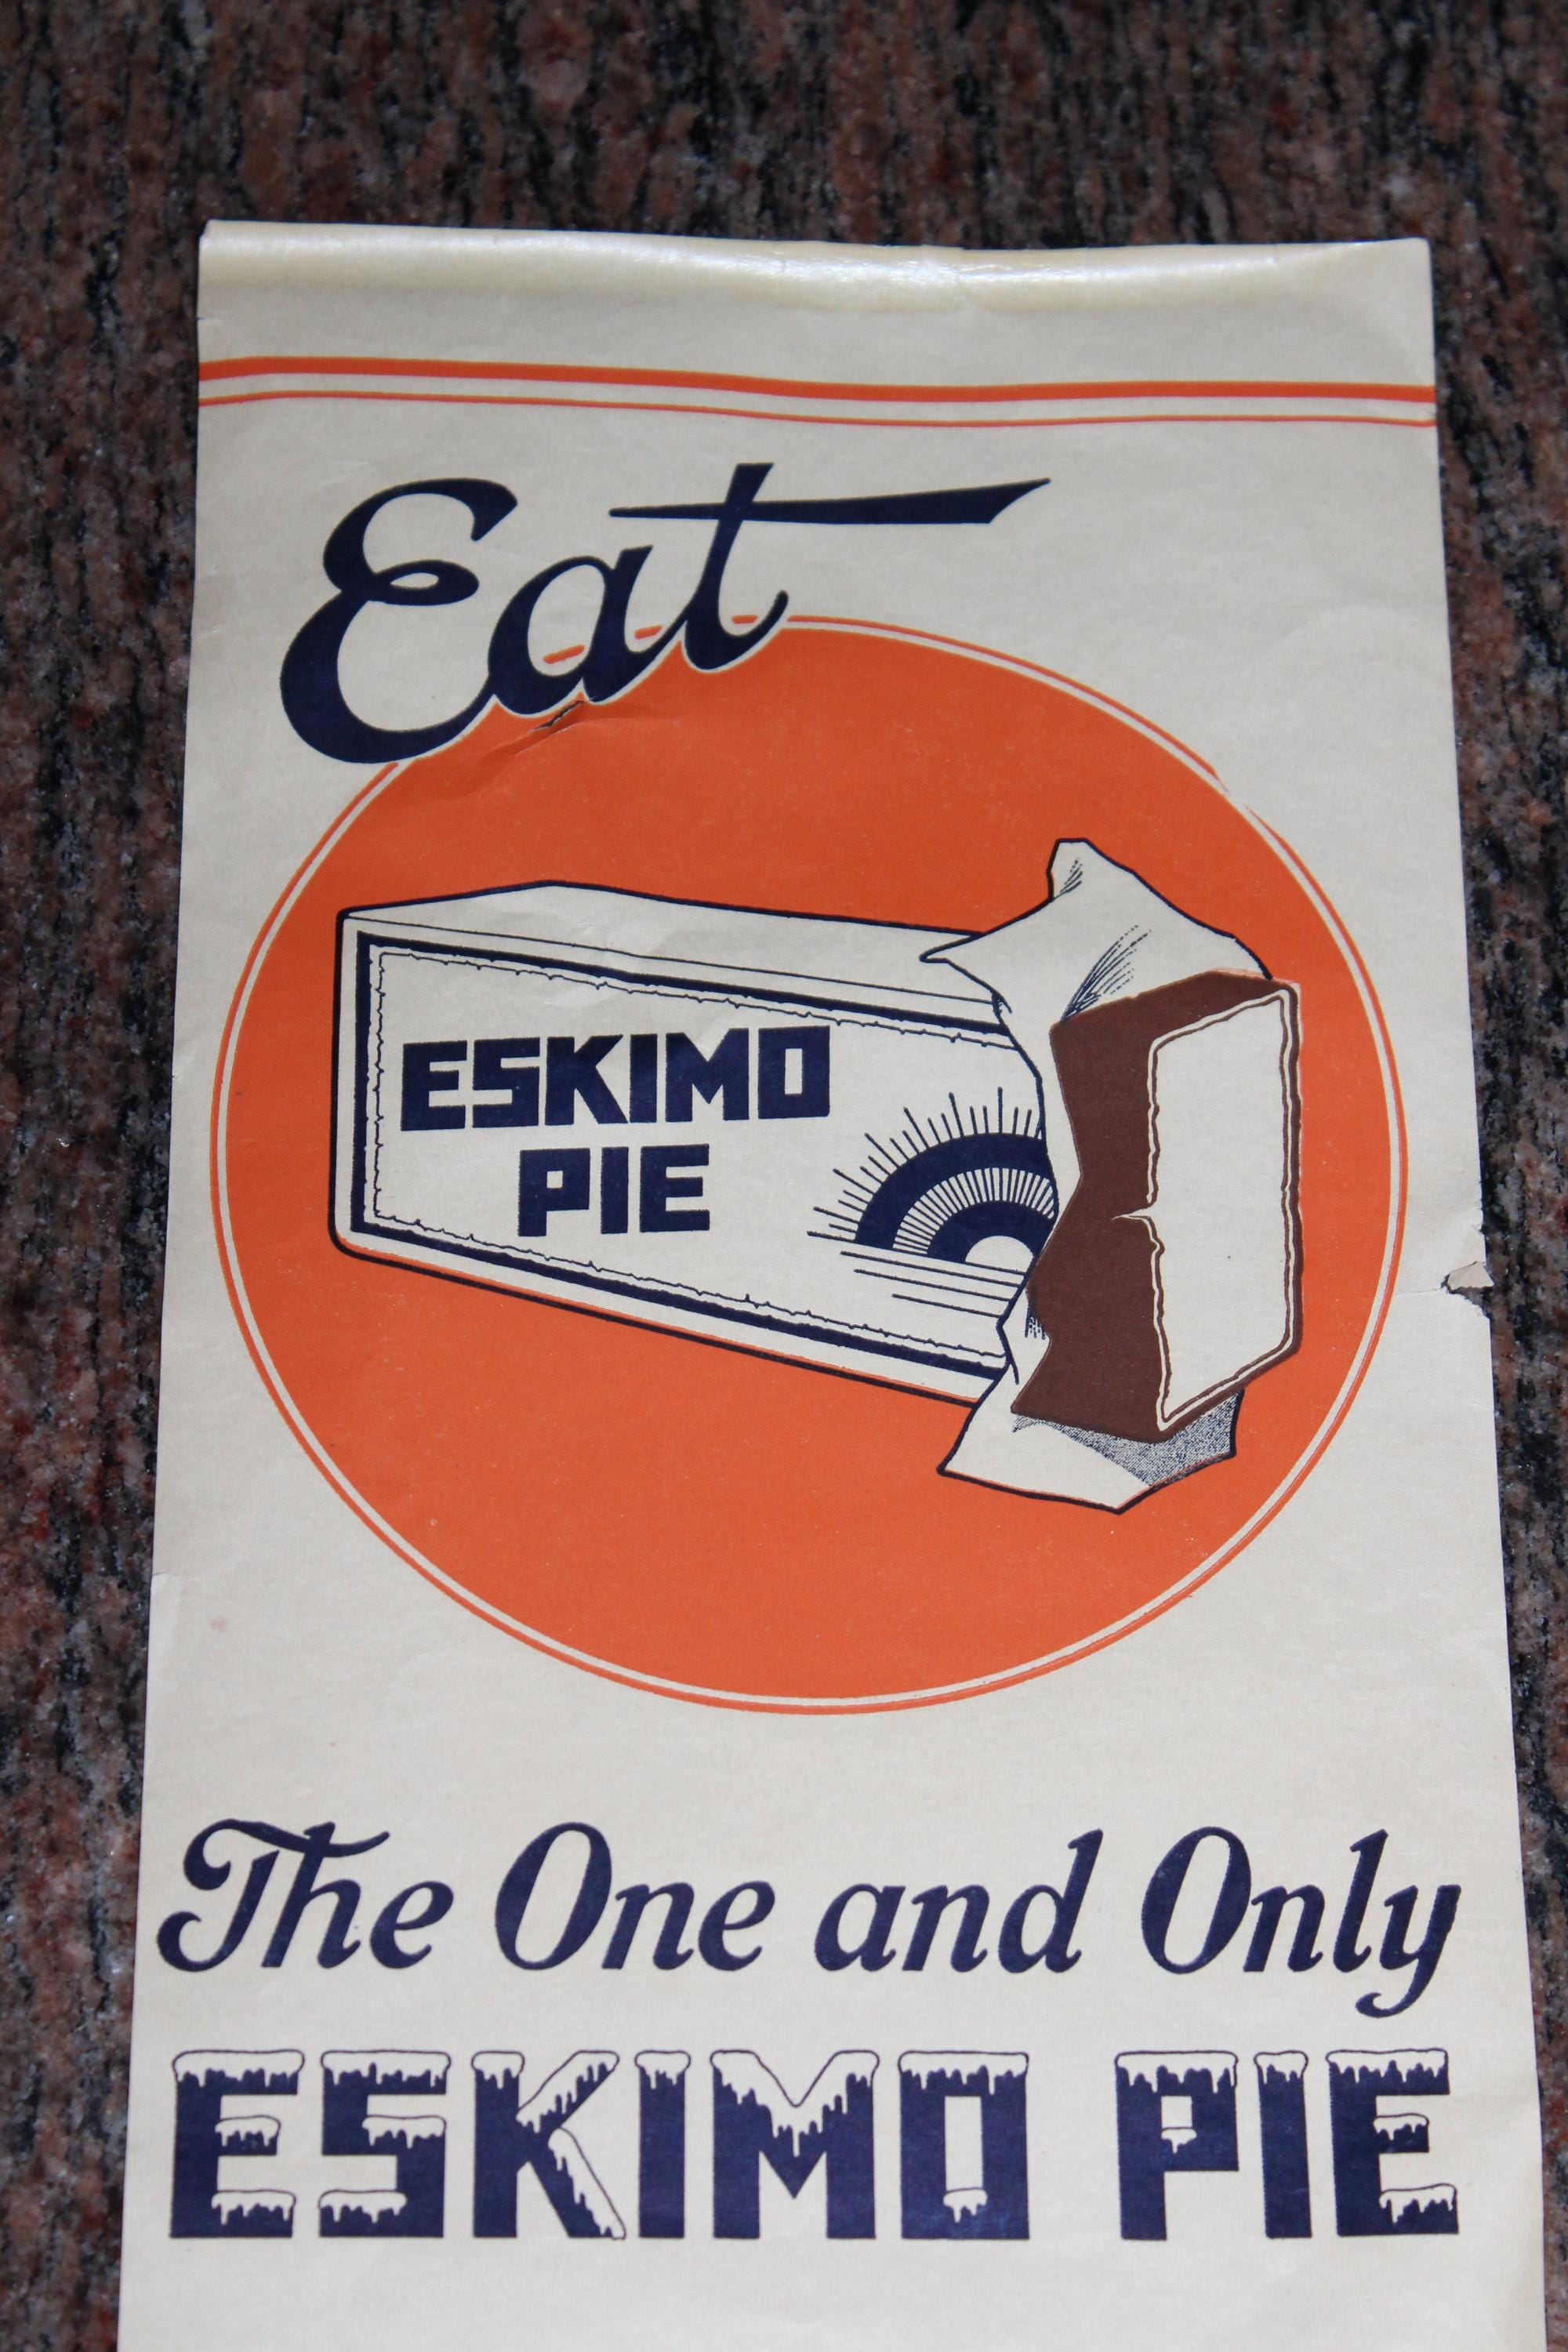 Eat
ESKIMO
PIE
The One and Only
ESKIMO PIE